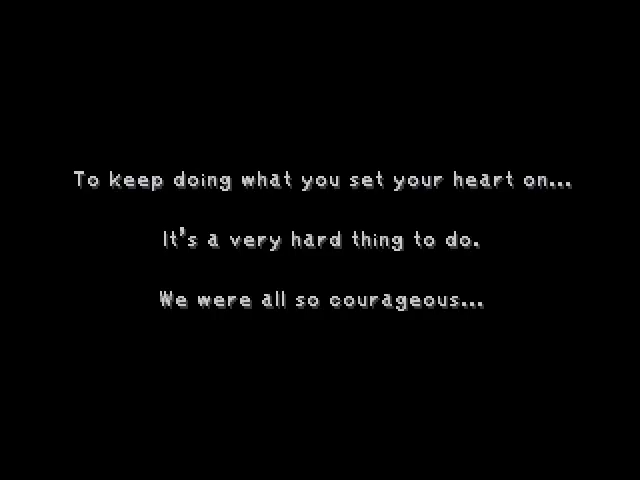 To keep doing what you set your heart on...
It's a very hard thing to do.
We were all so courageous...